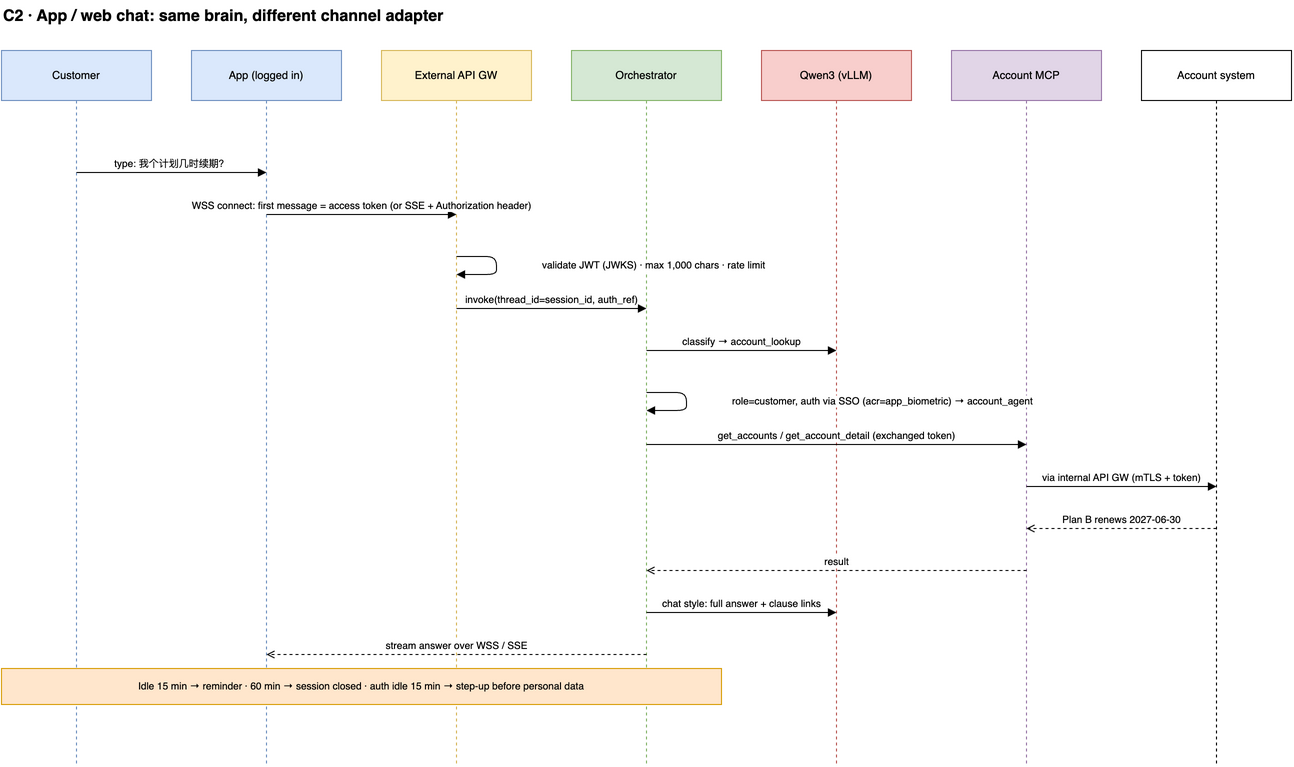 C2 · App / web chat: same brain, different channel adapter
Customer
App (logged in)
External API GW
Orchestrator
Qwen3 (vLLM)
Account MCP
Account system
type: 我个计划几时续期?
WSS connect: first message = access token (or SSE + Authorization header)
validate JWT (JWKS) · max 1,000 chars · rate limit
invoke(thread_id=session_id, auth_ref)
classify → account_lookup
role=customer, auth via SSO (acr=app_biometric) → account_agent
get_accounts / get_account_detail (exchanged token)
via internal API GW (mTLS + token)
Plan B renews 2027-06-30
result
chat style: full answer + clause links
stream answer over WSS / SSE
Idle 15 min → reminder · 60 min → session closed · auth idle 15 min → step-up before personal data